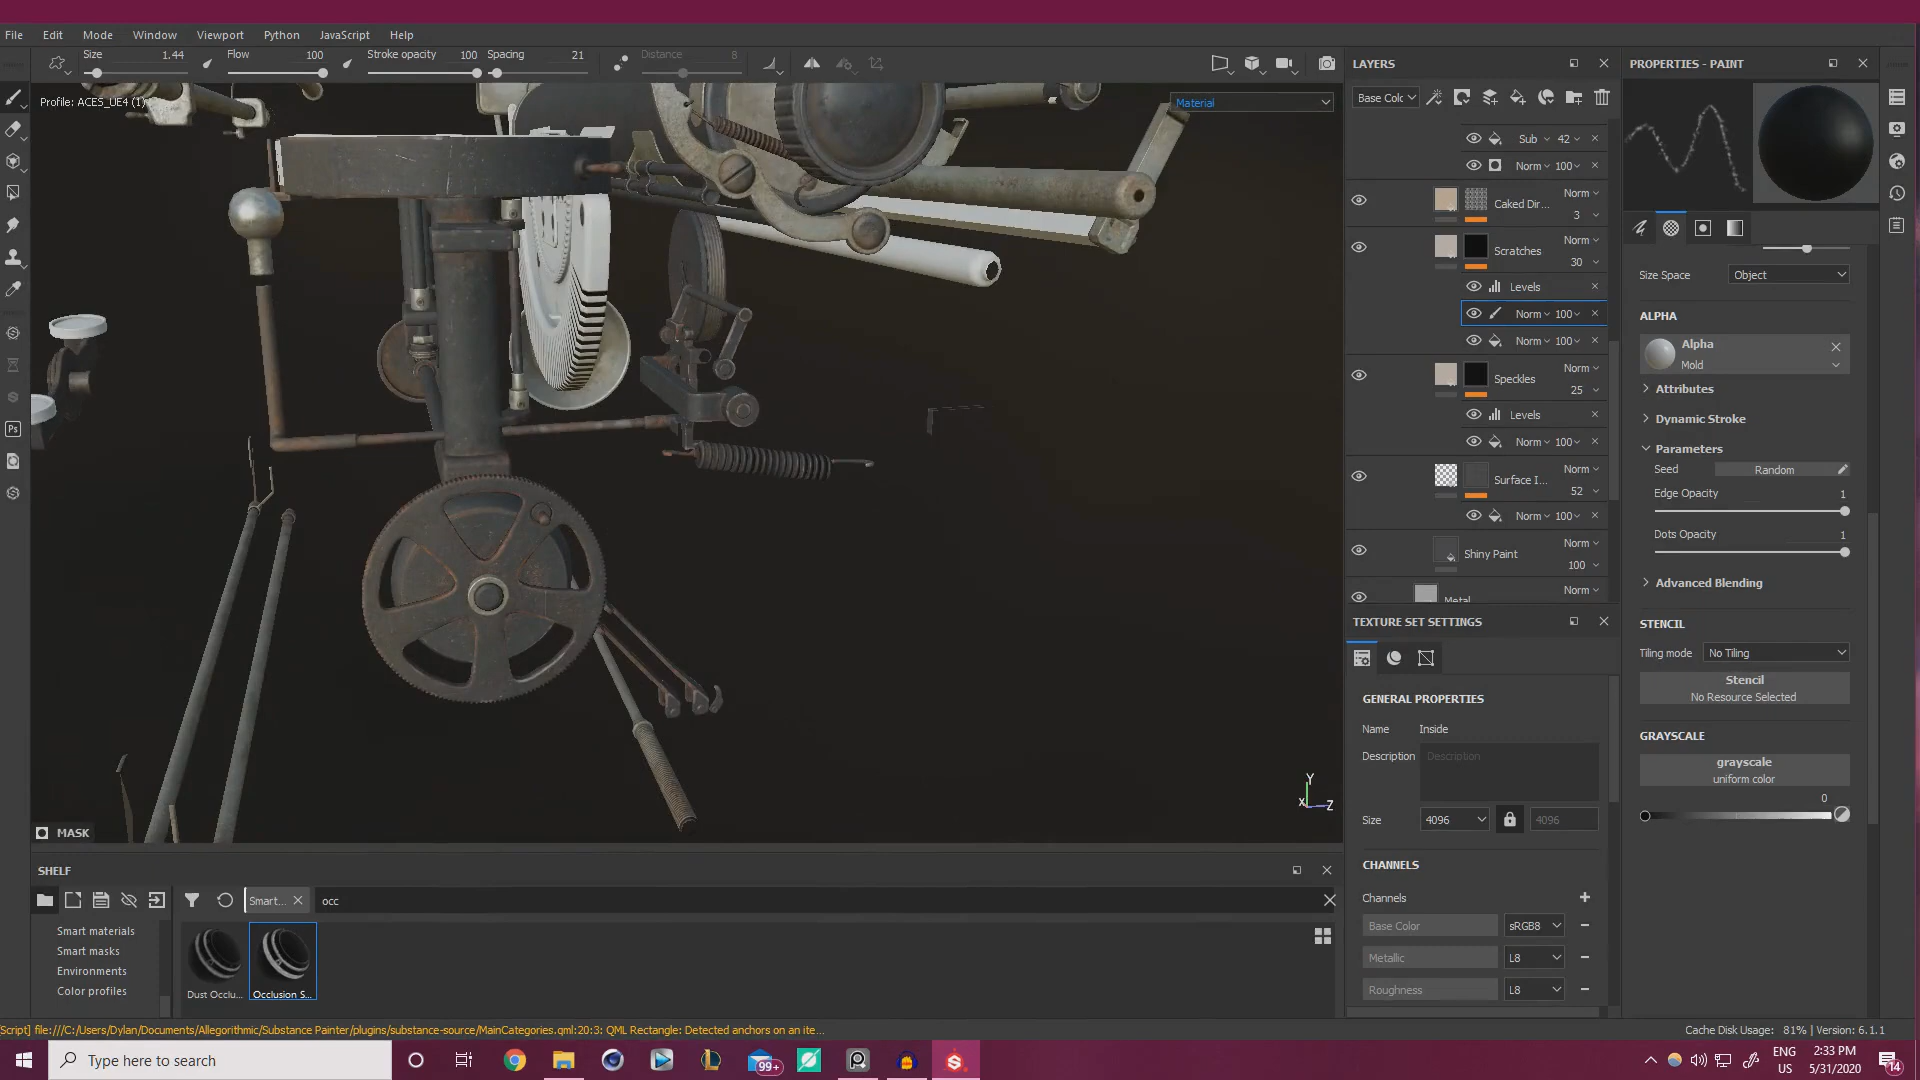 File Edit Mode Window Viewport Python JavaScript Help
Size 1.44 Flow 100 Stroke opacity 100 Spacing 21 Distance 8
Profile: ACES_UE4 (1)
Material
MASK
Y
X Z
LAYERS
Base Colc
Sub 42
Norm 100
Caked Dir... Norm
3
Scratches Norm
30
Levels
Norm 100
Norm 100
Speckles Norm
25
Levels
Norm 100
Surface I... Norm
52
Norm 100
Shiny Paint Norm
100
Metal Norm
TEXTURE SET SETTINGS
GENERAL PROPERTIES
Name Inside
Description Description
Size 4096 4096
CHANNELS
Channels
Base Color sRGB8
Metallic L8
Roughness L8
PROPERTIES - PAINT
Size Space Object
ALPHA
Alpha
Mold
Attributes
Dynamic Stroke
Parameters
Seed Random
Edge Opacity 1
Dots Opacity 1
Advanced Blending
STENCIL
Tiling mode No Tiling
Stencil
No Resource Selected
GRAYSCALE
grayscale
uniform color
0
SHELF
Smart... occ
Smart materials
Smart masks
Environments
Color profiles
Dust Occlu... Occlusion S...
Script] file:///C:/Users/Dylan/Documents/Allegorithmic/Substance Painter/plugins/substance-source/MainCategories.qml:20:3: QML Rectangle: Detected anchors on an ite...
Cache Disk Usage: 81% | Version: 6.1.1
Type here to search
Ps
99+
ENG
US
2:33 PM
5/31/2020
14